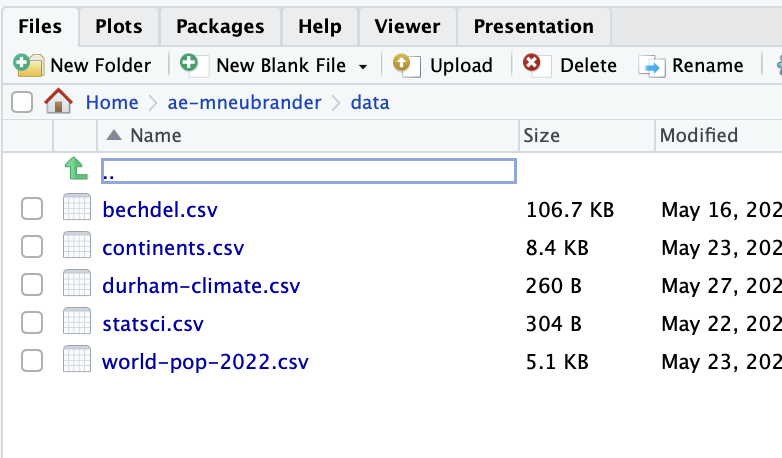 Files Plots Packages Help Viewer Presentation
New Folder New Blank File Upload Delete Rename
Home ae-mneubrander data
Name Size Modified
..
bechdel.csv 106.7 KB May 16, 202
continents.csv 8.4 KB May 23, 202
durham-climate.csv 260 B May 27, 202
statsci.csv 304 B May 22, 202
world-pop-2022.csv 5.1 KB May 23, 202